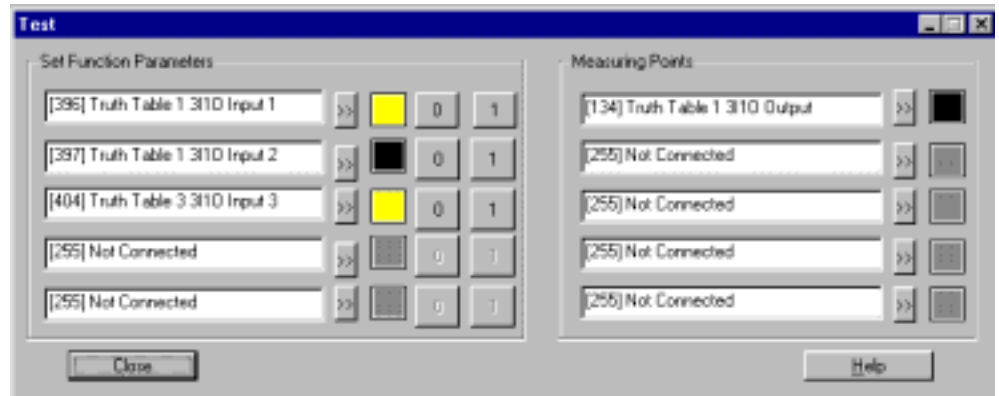 Test
Set Function Parameters
[396] Truth Table 1 3I1O Input 1
>>
0
1
[397] Truth Table 1 3I1O Input 2
>>
0
1
[404] Truth Table 3 3I1O Input 3
>>
0
1
[255] Not Connected
>>
0
1
[255] Not Connected
>>
0
1
Close
Measuring Points
[134] Truth Table 1 3I1O Output
>>
[255] Not Connected
>>
[255] Not Connected
>>
[255] Not Connected
>>
[255] Not Connected
>>
Help